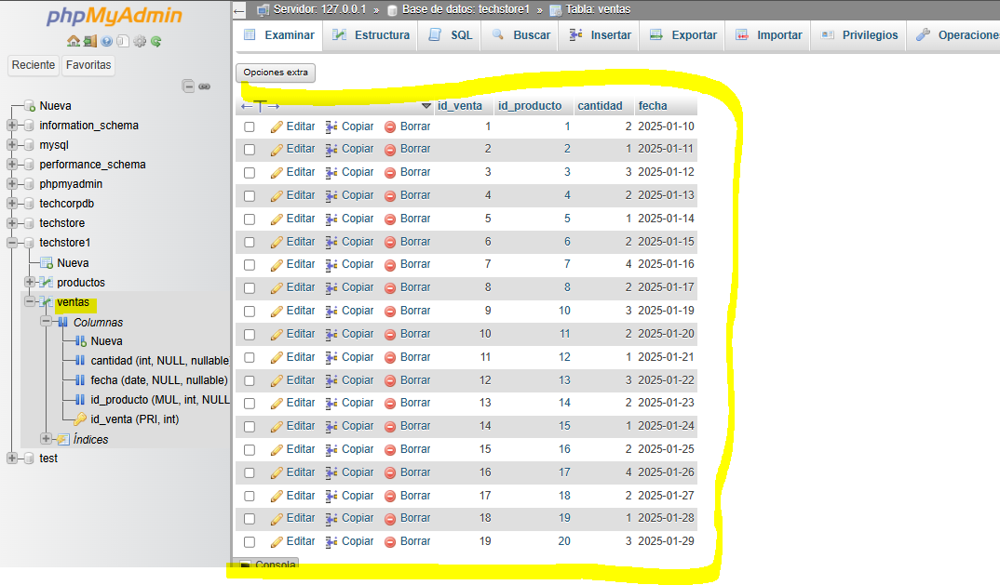 phpMyAdmin
Reciente Favoritas
Nueva
information_schema
mysql
performance_schema
phpmyadmin
techcorpdb
techstore
techstore1
Nueva
productos
ventas
Columnas
Nueva
cantidad (int, NULL, nullable
fecha (date, NULL, nullable)
id_producto (MUL, int, NULL
id_venta (PRI, int)
Índices
test
← Servidor: 127.0.0.1 » Base de datos: techstore1 » Tabla: ventas
Examinar Estructura SQL Buscar Insertar Exportar Importar Privilegios Operacione
Opciones extra
←T→ id_venta id_producto cantidad fecha
Editar Copiar Borrar 1 1 2 2025-01-10
Editar Copiar Borrar 2 2 1 2025-01-11
Editar Copiar Borrar 3 3 3 2025-01-12
Editar Copiar Borrar 4 4 2 2025-01-13
Editar Copiar Borrar 5 5 1 2025-01-14
Editar Copiar Borrar 6 6 2 2025-01-15
Editar Copiar Borrar 7 7 4 2025-01-16
Editar Copiar Borrar 8 8 2 2025-01-17
Editar Copiar Borrar 9 10 3 2025-01-19
Editar Copiar Borrar 10 11 2 2025-01-20
Editar Copiar Borrar 11 12 1 2025-01-21
Editar Copiar Borrar 12 13 3 2025-01-22
Editar Copiar Borrar 13 14 2 2025-01-23
Editar Copiar Borrar 14 15 1 2025-01-24
Editar Copiar Borrar 15 16 2 2025-01-25
Editar Copiar Borrar 16 17 4 2025-01-26
Editar Copiar Borrar 17 18 2 2025-01-27
Editar Copiar Borrar 18 19 1 2025-01-28
Editar Copiar Borrar 19 20 3 2025-01-29
Consola